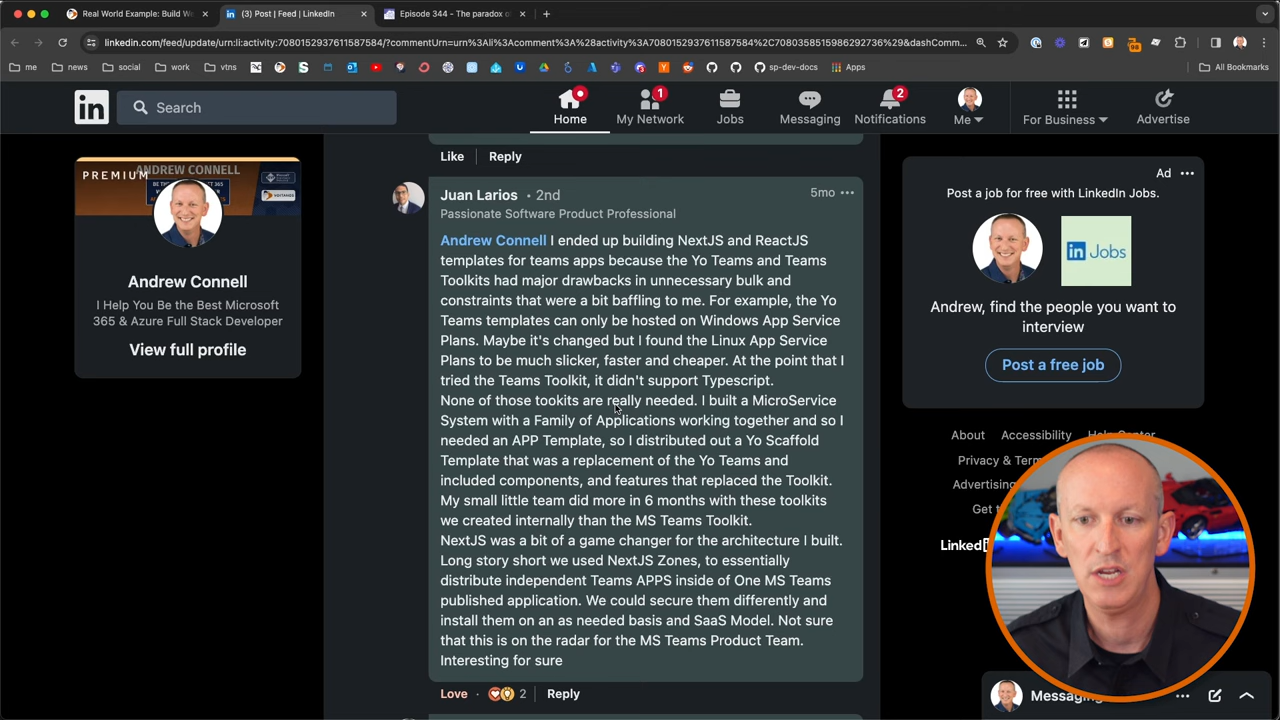 Real World Example: Build We
(3) Post | Feed | LinkedIn
Episode 344 - The paradox o
linkedin.com/feed/update/urn:li:activity:7080152937611587584/?commentUrn=urn%3Ali%3Acomment%3A%28activity%3A7080152937611587584%2C7080358515986292736%29&dashComm...
me
news
social
work
vtns
sp-dev-docs
Apps
All Bookmarks
in
Search
Home
1
My Network
Jobs
Messaging
2
Notifications
Me
For Business
Advertise
PREMIUM
ANDREW CONNELL
Andrew Connell
I Help You Be the Best Microsoft
365 & Azure Full Stack Developer
View full profile
Like
Reply
Juan Larios • 2nd
5mo
Passionate Software Product Professional
Andrew Connell I ended up building NextJS and ReactJS
templates for teams apps because the Yo Teams and Teams
Toolkits had major drawbacks in unnecessary bulk and
constraints that were a bit baffling to me. For example, the Yo
Teams templates can only be hosted on Windows App Service
Plans. Maybe it's changed but I found the Linux App Service
Plans to be much slicker, faster and cheaper. At the point that I
tried the Teams Toolkit, it didn't support Typescript.
None of those tookits are really needed. I built a MicroService
System with a Family of Applications working together and so I
needed an APP Template, so I distributed out a Yo Scaffold
Template that was a replacement of the Yo Teams and
included components, and features that replaced the Toolkit.
My small little team did more in 6 months with these toolkits
we created internally than the MS Teams Toolkit.
NextJS was a bit of a game changer for the architecture I built.
Long story short we used NextJS Zones, to essentially
distribute independent Teams APPS inside of One MS Teams
published application. We could secure them differently and
install them on an as needed basis and SaaS Model. Not sure
that this is on the radar for the MS Teams Product Team.
Interesting for sure
Love
2
Reply
Ad
Post a job for free with LinkedIn Jobs.
in Jobs
Andrew, find the people you want to
interview
Post a free job
About
Accessibility
Help Center
Privacy & Term
Advertising
Get t
Linked
Messaging